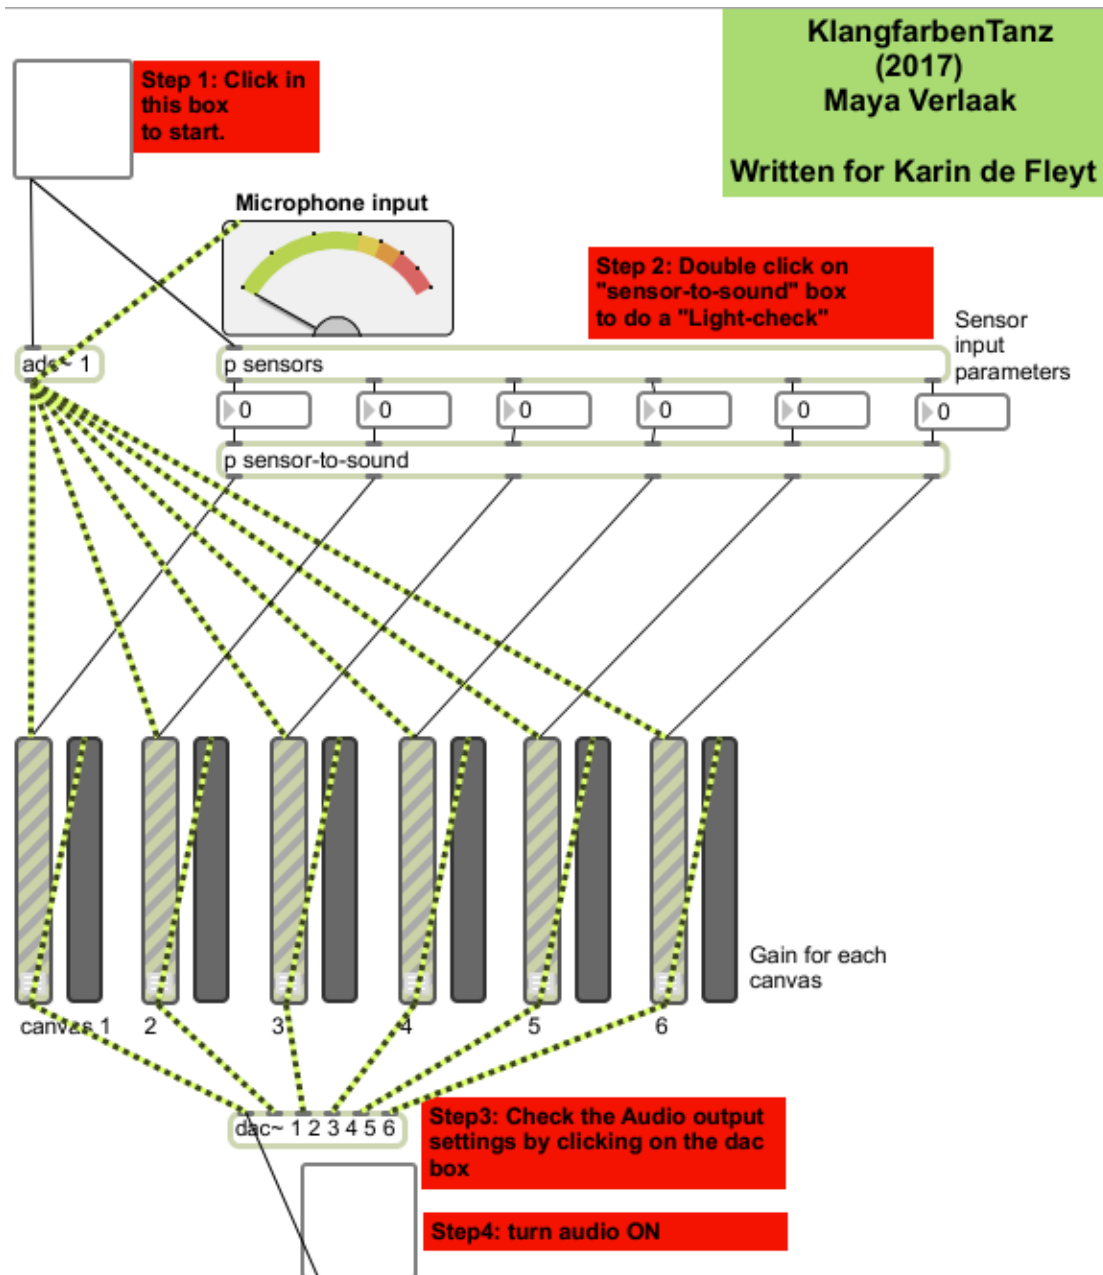 KlangfarbenTanz
(2017)
Maya Verlaak
Written for Karin de Fleyt
Step 1: Click in
this box
to start.
Microphone input
Step 2: Double click on
"sensor-to-sound" box
to do a "Light-check"
Sensor
input
parameters
adc~ 1
p sensors
0
0
0
0
0
0
p sensor-to-sound
Gain for each
canvas
canvas 1
2
3
4
5
6
dac~ 1 2 3 4 5 6
Step3: Check the Audio output
settings by clicking on the dac
box
Step4: turn audio ON